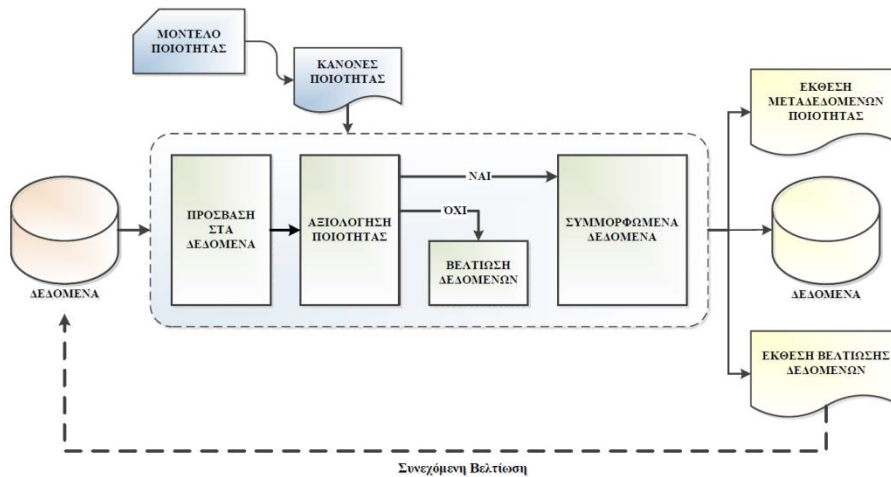 ΜΟΝΤΕΛΟ
ΠΟΙΟΤΗΤΑΣ
ΚΑΝΟΝΕΣ
ΠΟΙΟΤΗΤΑΣ
ΕΚΘΕΣΗ
ΜΕΤΑΔΕΔΟΜΕΝΩΝ
ΠΟΙΟΤΗΤΑΣ
ΔΕΔΟΜΕΝΑ
ΠΡΟΣΒΑΣΗ
ΣΤΑ
ΔΕΔΟΜΕΝΑ
ΑΞΙΟΛΟΓΗΣΗ
ΠΟΙΟΤΗΤΑΣ
ΝΑΙ
ΌΧΙ
ΒΕΛΤΙΩΣΗ
ΔΕΔΟΜΕΝΩΝ
ΣΥΜΜΟΡΦΩΜΕΝΑ
ΔΕΔΟΜΕΝΑ
ΔΕΔΟΜΕΝΑ
ΕΚΘΕΣΗ ΒΕΛΤΙΩΣΗΣ
ΔΕΔΟΜΕΝΩΝ
Συνεχόμενη Βελτίωση